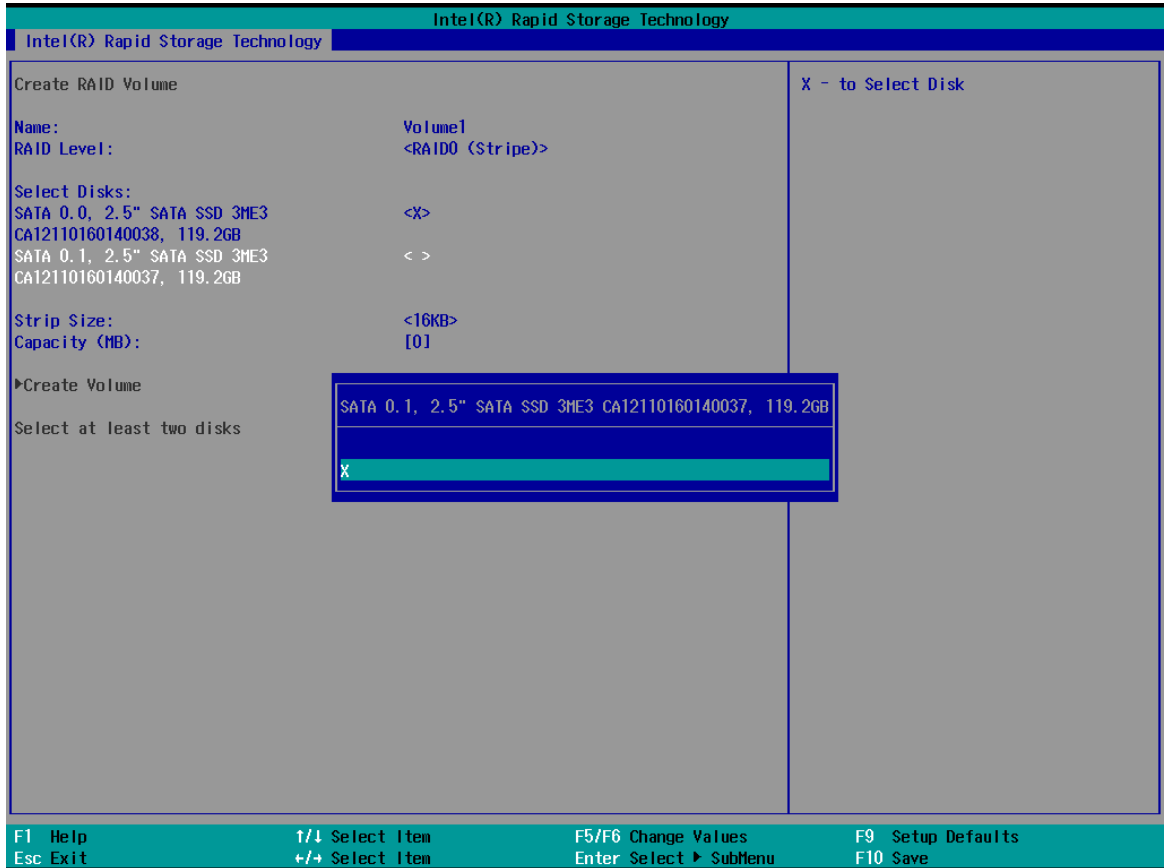 Intel(R) Rapid Storage Technology
Intel(R) Rapid Storage Technology
Create RAID Volume
X - to Select Disk
Name: Volume1
RAID Level: <RAID0 (Stripe)>
Select Disks:
SATA 0.0, 2.5" SATA SSD 3ME3 <X>
CA12110160140038, 119.2GB
SATA 0.1, 2.5" SATA SSD 3ME3 < >
CA12110160140037, 119.2GB
Strip Size: <16KB>
Capacity (MB): [0]
▶Create Volume
Select at least two disks
SATA 0.1, 2.5" SATA SSD 3ME3 CA12110160140037, 119.2GB
X
F1 Help ↑/↓ Select Item F5/F6 Change Values F9 Setup Defaults
Esc Exit ←/→ Select Item Enter Select ▶ SubMenu F10 Save